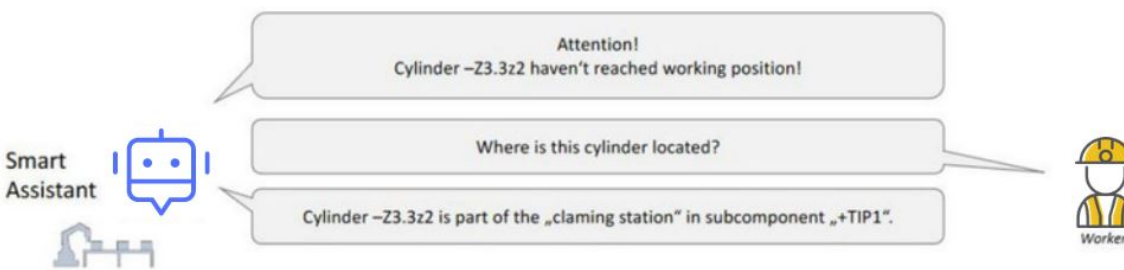 Attention!
Cylinder –Z3.3z2 haven't reached working position!
Where is this cylinder located?
Smart
Assistant
Cylinder –Z3.3z2 is part of the „claming station“ in subcomponent „+TIP1“.
Worker